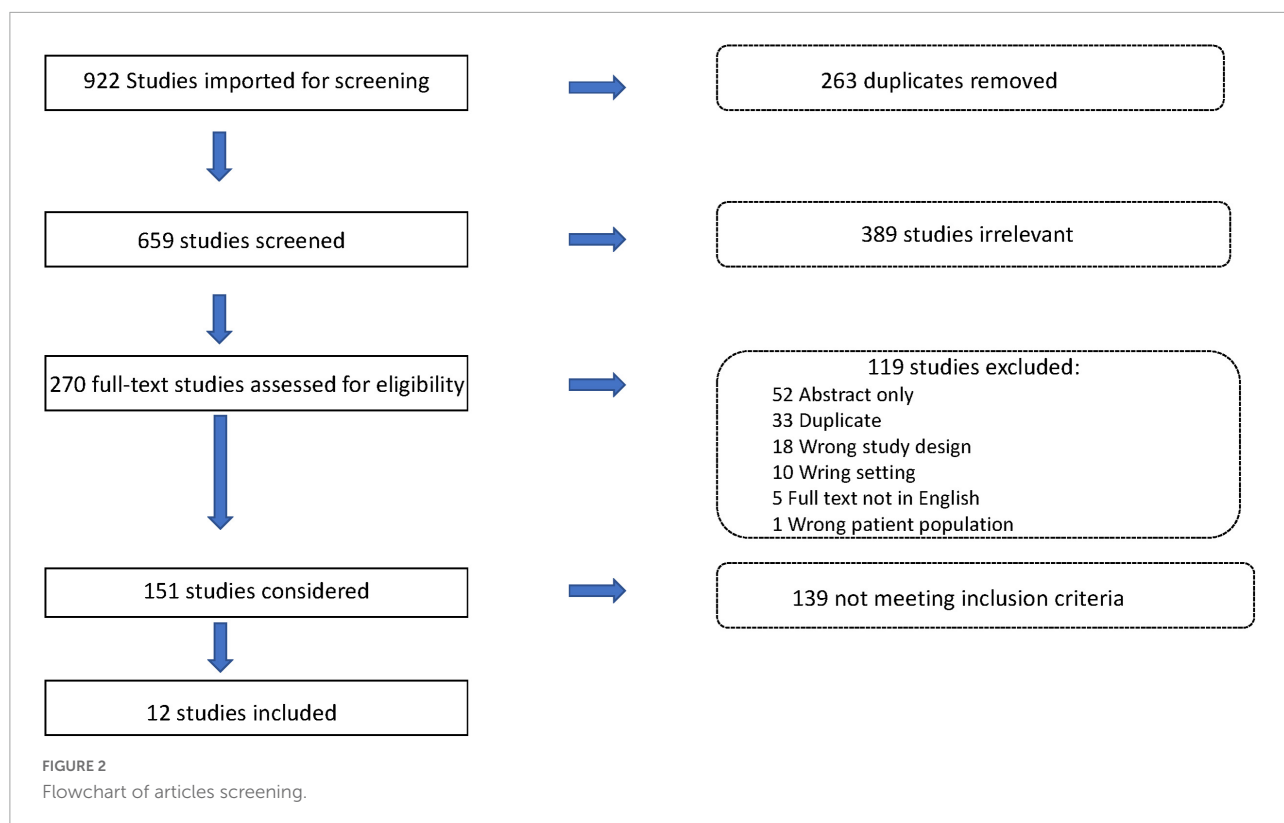 922 Studies imported for screening
263 duplicates removed
659 studies screened
389 studies irrelevant
270 full-text studies assessed for eligibility
119 studies excluded:
52 Abstract only
33 Duplicate
18 Wrong study design
10 Wring setting
5 Full text not in English
1 Wrong patient population
151 studies considered
139 not meeting inclusion criteria
12 studies included
FIGURE 2
Flowchart of articles screening.